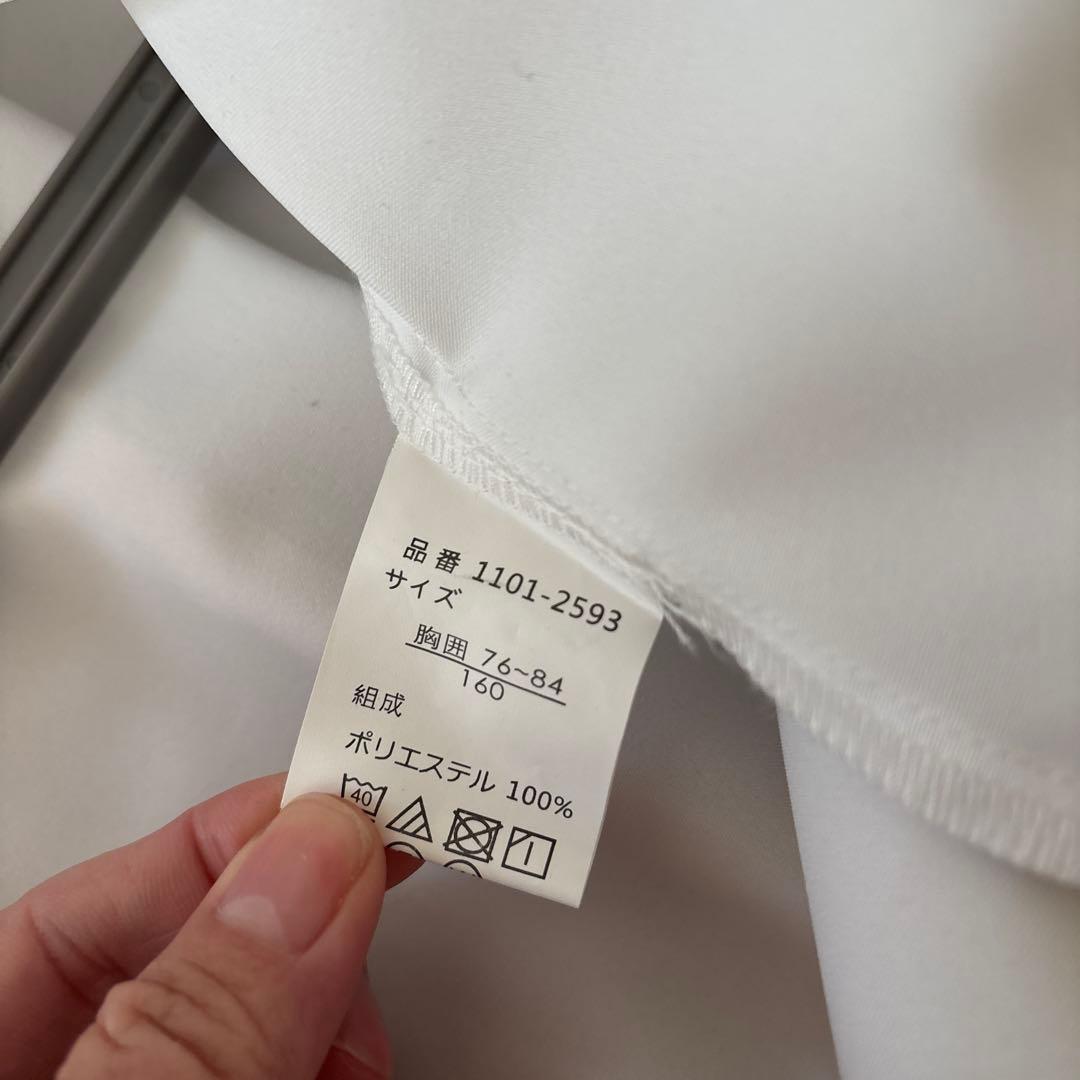 品番 1101-2593
サイズ
胸囲 76~84
160
組成
ポリエステル 100%
40